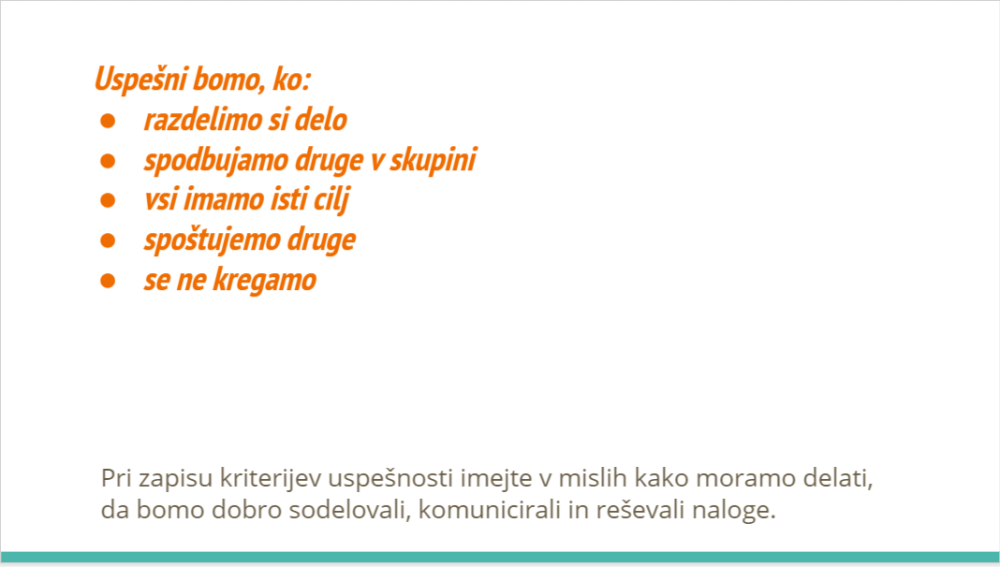 Uspešni bomo, ko:
● razdelimo si delo
● spodbujamo druge v skupini
● vsi imamo isti cilj
● spoštujemo druge
● se ne kregamo
Pri zapisu kriterijev uspešnosti imejte v mislih kako moramo delati,
da bomo dobro sodelovali, komunicirali in reševali naloge.